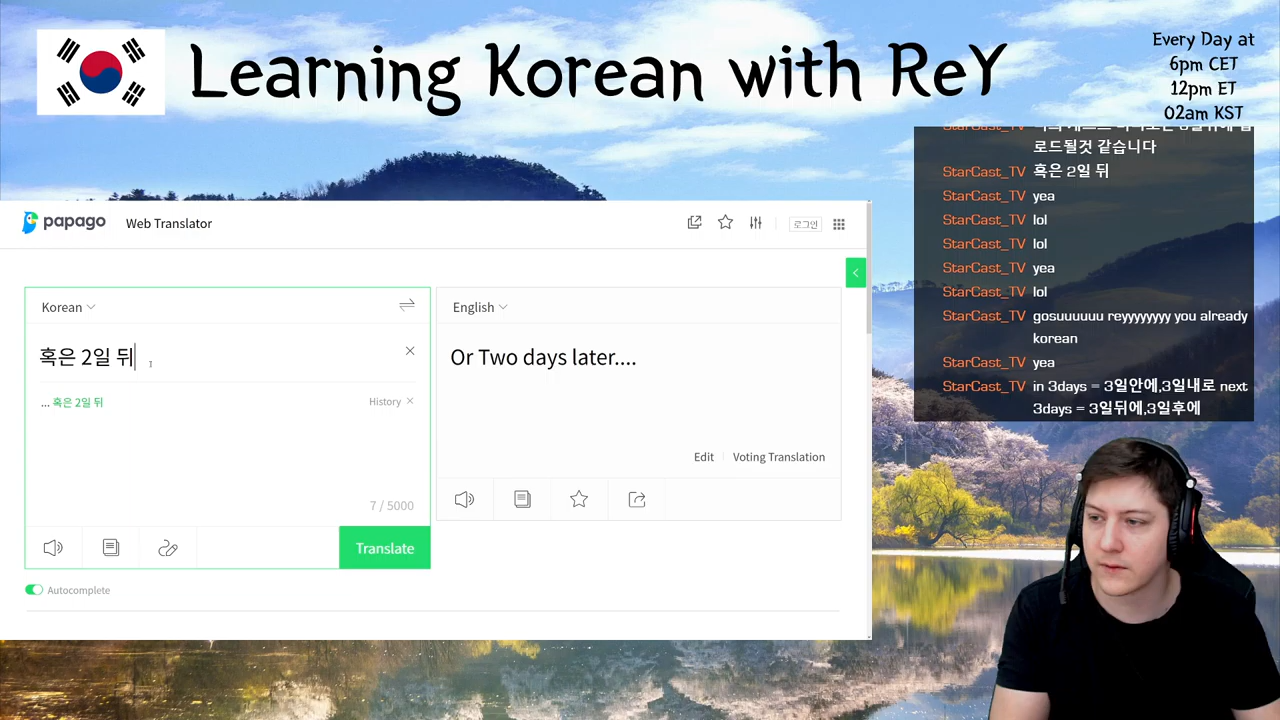 Learning Korean with ReY
Every Day at
6pm CET
12pm ET
02am KST
StarCast_TV
로드될것 같습니다
StarCast_TV 혹은 2일 뒤
StarCast_TV yea
StarCast_TV lol
StarCast_TV lol
StarCast_TV yea
StarCast_TV lol
StarCast_TV gosuuuuuu reyyyyyyy you already
korean
StarCast_TV yea
StarCast_TV in 3days = 3일안에,3일내로 next
3days = 3일뒤에,3일후에
papago Web Translator
로그인
Korean
혹은 2일 뒤
... 혹은 2일 뒤
History
7 / 5000
Translate
Autocomplete
English
Or Two days later....
Edit
Voting Translation